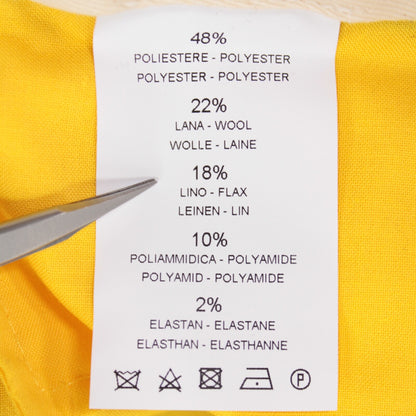 48%
POLIESTERE - POLYESTER
POLYESTER - POLYESTER
22%
LANA - WOOL
WOLLE - LAINE
18%
LINO - FLAX
LEINEN - LIN
10%
POLIAMMIDICA - POLYAMIDE
POLYAMID - POLYAMIDE
2%
ELASTAN - ELASTANE
ELASTHAN - ELASTHANNE
P